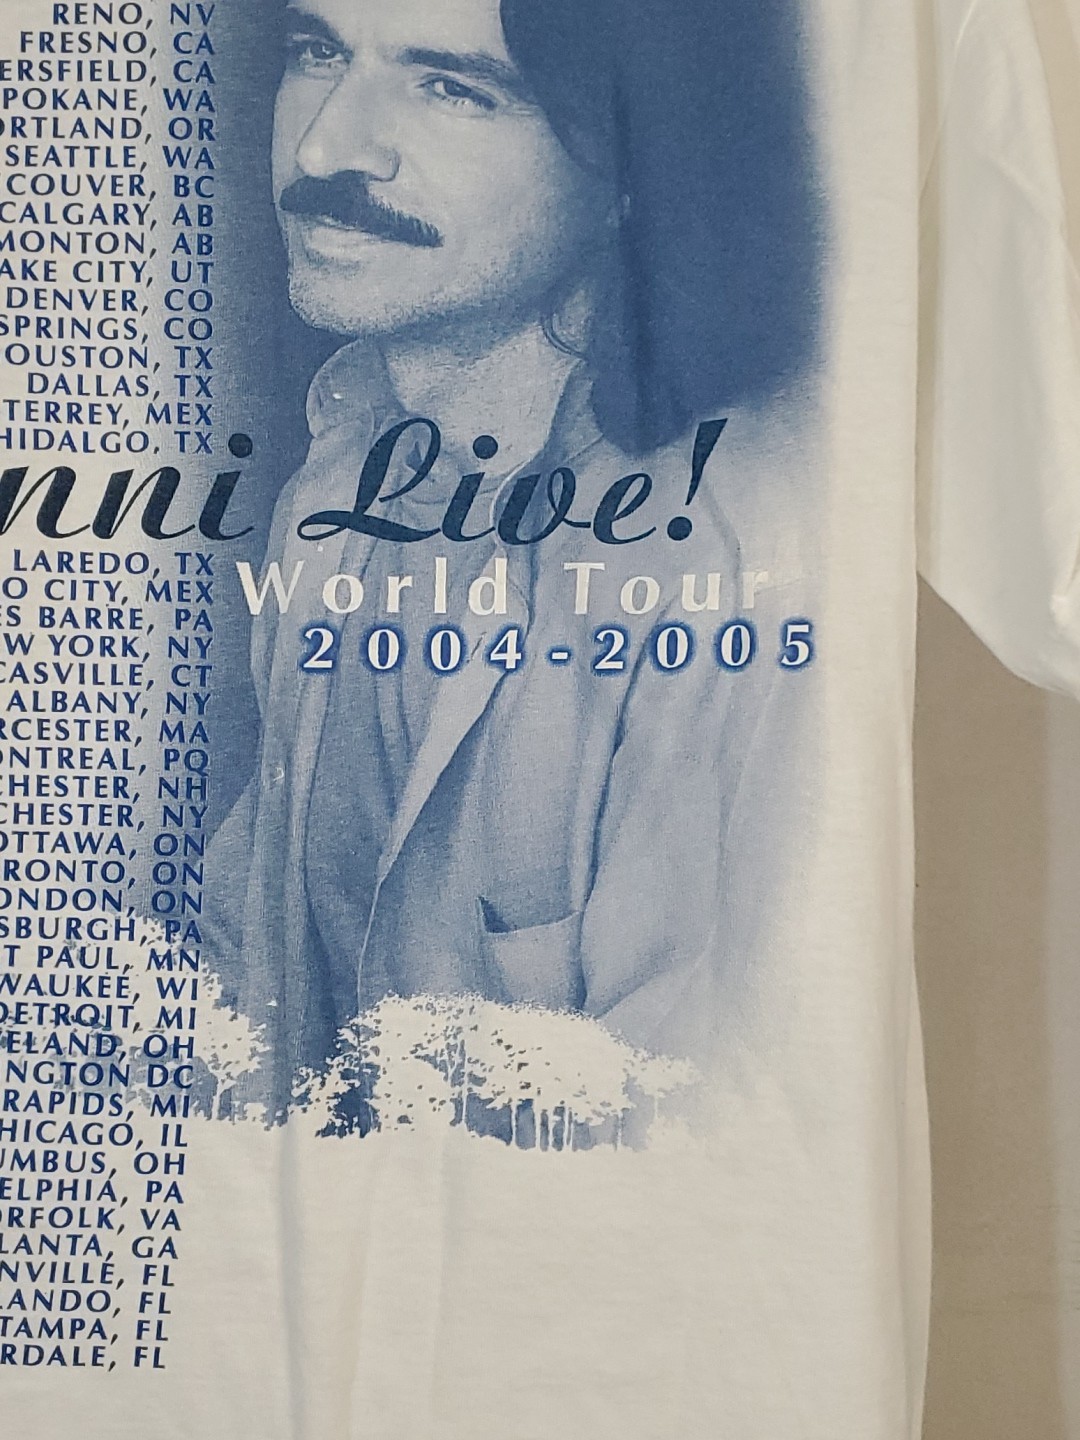 RENO, NV
FRESNO, CA
ERSFIELD, CA
POKANE, WA
ORTLAND, OR
SEATTLE, WA
COUVER, BC
CALGARY, AB
MONTON, AB
AKE CITY, UT
DENVER, CO
SPRINGS, CO
OUSTON, TX
DALLAS, TX
TERREY, MEX
HIDALGO, TX
nni Live!
LAREDO, TX
World Tour
O CITY, MEX
ES BARRE, PA
2004-2005
W YORK, NY
CASVILLE, CT
ALBANY, NY
RCESTER, MA
ONTREAL, PQ
CHESTER, NH
CHESTER, NY
OTTAWA, ON
RONTO, ON
ONDON, ON
SBURGH, PA
T PAUL, MN
WAUKEE, WI
DETROIT, MI
ELAND, OH
NGTON DC
RAPIDS, MI
HICAGO, IL
UMBUS, OH
ELPHIA, PA
ORFOLK, VA
LANTA, GA
NVILLE, FL
LANDO, FL
TAMPA, FL
RDALE, FL